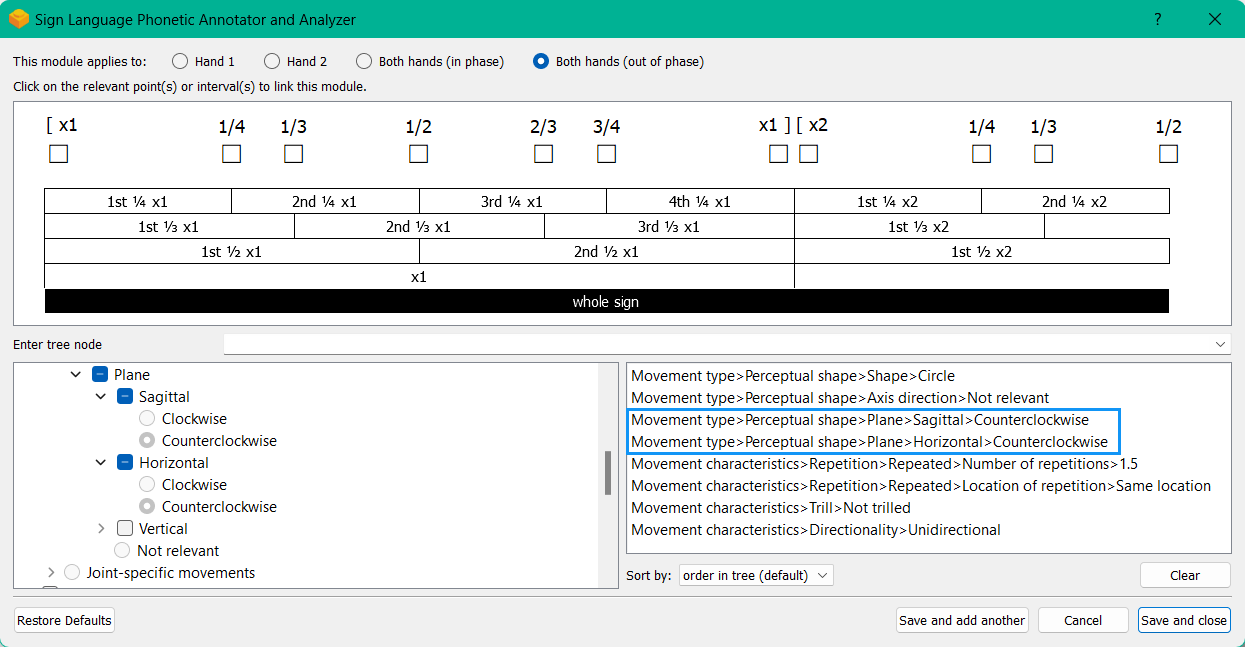 Sign Language Phonetic Annotator and Analyzer ?
This module applies to: Hand 1 Hand 2 Both hands (in phase) Both hands (out of phase)
Click on the relevant point(s) or interval(s) to link this module.
[ x1 1/4 1/3 1/2 2/3 3/4 x1 ] [ x2 1/4 1/3 1/2
1st ¼ x1 2nd ¼ x1 3rd ¼ x1 4th ¼ x1 1st ¼ x2 2nd ¼ x2
1st ⅓ x1 2nd ⅓ x1 3rd ⅓ x1 1st ⅓ x2
1st ½ x1 2nd ½ x1 1st ½ x2
x1
whole sign
Enter tree node
Plane
Sagittal
Clockwise
Counterclockwise
Horizontal
Clockwise
Counterclockwise
Vertical
Not relevant
Joint-specific movements
Movement type>Perceptual shape>Shape>Circle
Movement type>Perceptual shape>Axis direction>Not relevant
Movement type>Perceptual shape>Plane>Sagittal>Counterclockwise
Movement type>Perceptual shape>Plane>Horizontal>Counterclockwise
Movement characteristics>Repetition>Repeated>Number of repetitions>1.5
Movement characteristics>Repetition>Repeated>Location of repetition>Same location
Movement characteristics>Trill>Not trilled
Movement characteristics>Directionality>Unidirectional
Sort by: order in tree (default) Clear
Restore Defaults Save and add another Cancel Save and close